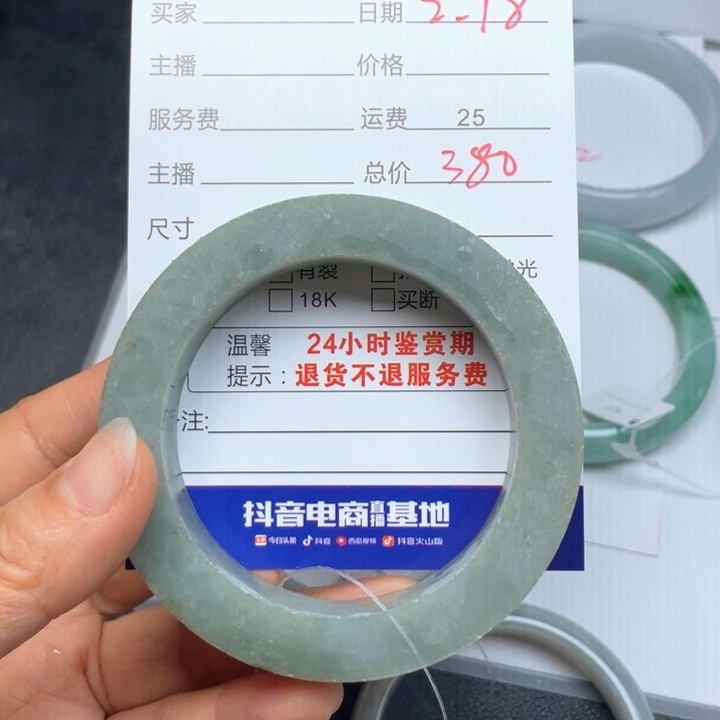 买家 日期 2-18
主播 价格
服务费 运费 25
主播 总价 380
尺寸
有裂 光
18K 买断
温馨 24小时鉴赏期
提示：退货不退服务费
注:
抖音电商直播基地
今日头条 抖音 西瓜视频 抖音火山版